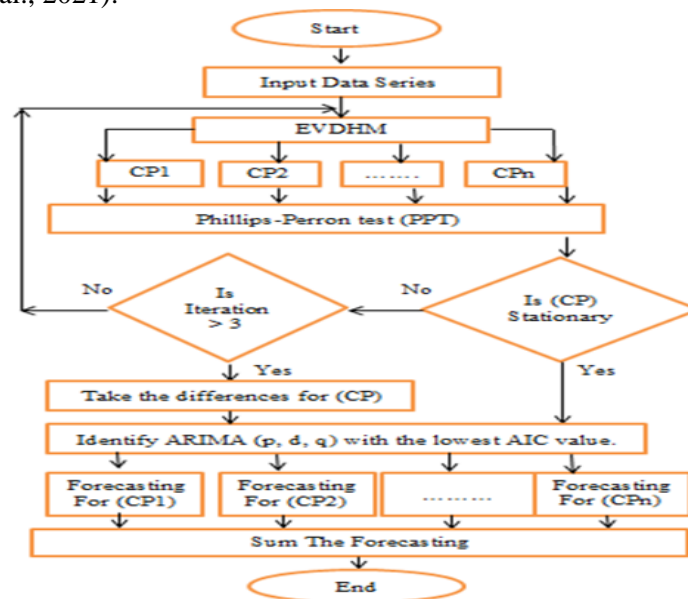 al., 2021).
Start
Input Data Series
EVDHM
CP1
CP2
.......
CPn
Phillips-Perron test (PPT)
No
Is
Iteration
> 3
No
Is (CP)
Stationary
Yes
Yes
Take the differences for (CP)
Identify ARIMA (p, d, q) with the lowest AIC value.
Forecasting
For (CP1)
Forecasting
For (CP2)
.........
Forecasting
For (CPn)
Sum The Forecasting
End